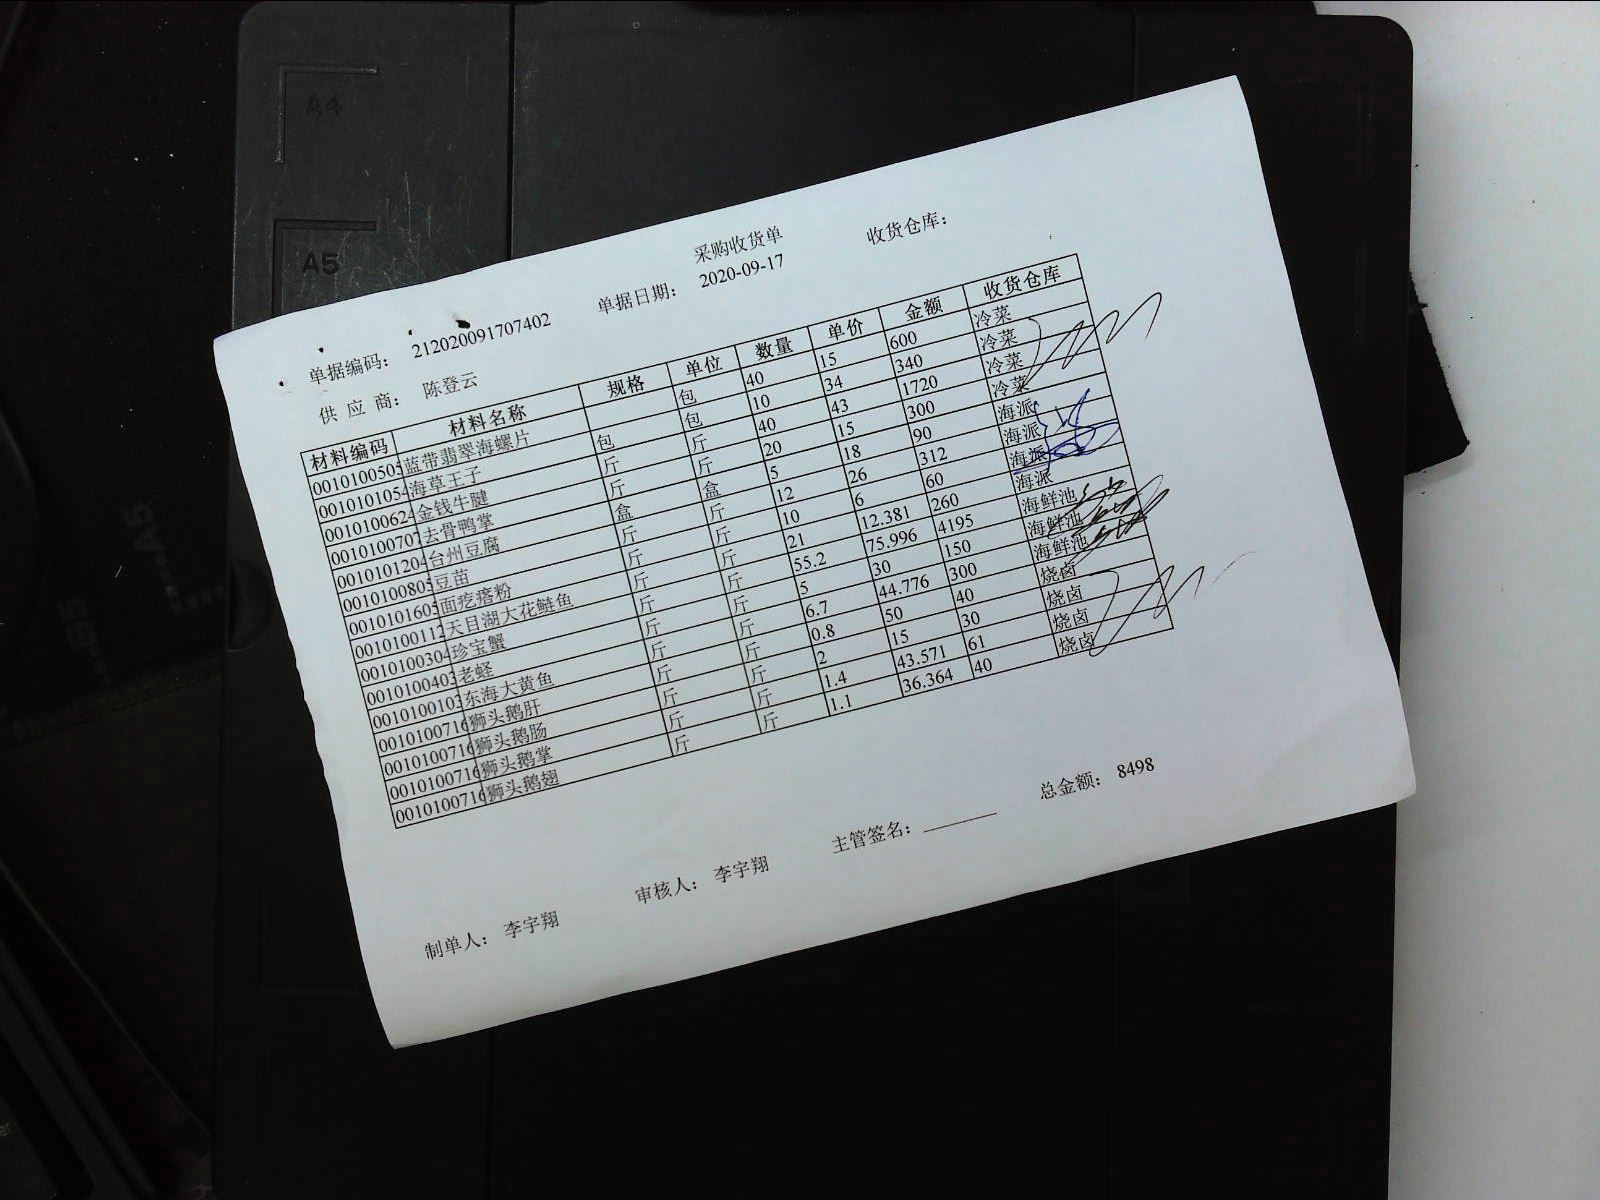 A4
A5
采购收货单
收货仓库：
单据编码： 212020091707402 单据日期： 2020-09-17
供 应 商： 陈登云
材料编码 材料名称 规格 单位 数量 单价 金额 收货仓库
0010100505 蓝带翡翠海螺片 包 40 15 600 冷菜
0010101054 海草王子 包 包 10 34 340 冷菜
0010100624 金钱牛腱 斤 斤 40 43 1720 冷菜
0010100707 去骨鸭掌 斤 斤 20 15 300 冷菜
0010101204 台州豆腐 盒 盒 5 18 90 海派
0010100805 豆苗 斤 斤 12 26 312 海派
0010101605 面疙瘩粉 斤 斤 10 6 60 海派
0010100112 天目湖大花鲢鱼 斤 斤 21 12.381 260 海派
0010100304 珍宝蟹 斤 斤 55.2 75.996 4195 海鲜池
0010100403 老蛏 斤 斤 5 30 150 海鲜池
0010100103 东海大黄鱼 斤 斤 6.7 44.776 300 海鲜池
0010100716 狮头鹅肝 斤 斤 0.8 50 40 烧卤
0010100716 狮头鹅肠 斤 斤 2 15 30 烧卤
0010100716 狮头鹅掌 斤 斤 1.4 43.571 61 烧卤
0010100716 狮头鹅翅 斤 斤 1.1 36.364 40 烧卤
总金额： 8498
制单人： 李宇翔 审核人： 李宇翔 主管签名：